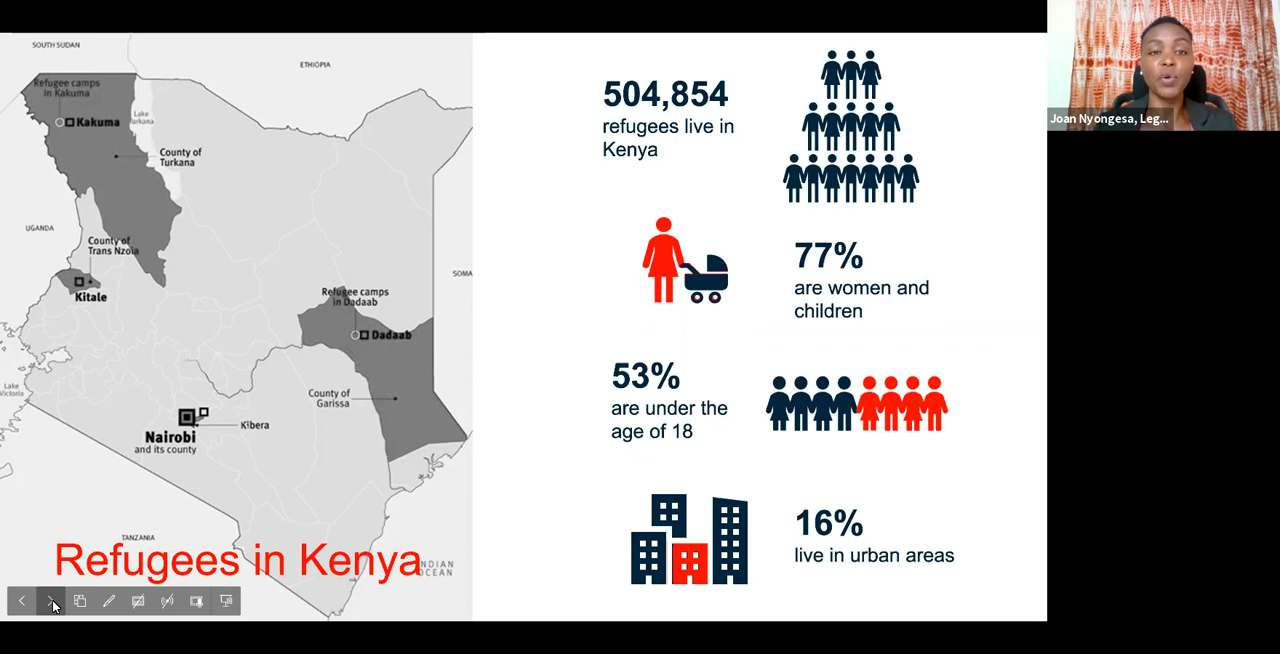 SOUTH SUDAN
ETHIOPIA
Refugee camps
in Kakuma
Kakuma
Lake
Turkana
County of
Turkana
UGANDA
County of
Trans Nzoia
Kitale
SOMA
Refugee camps
in Dadaab
Dadaab
Lake
Victoria
County of
Garissa
Kibera
Nairobi
and its county
TANZANIA
INDIAN
OCEAN
Refugees in Kenya
504,854
refugees live in
Kenya
77%
are women and
children
53%
are under the
age of 18
16%
live in urban areas
Joan Nyongesa, Leg...